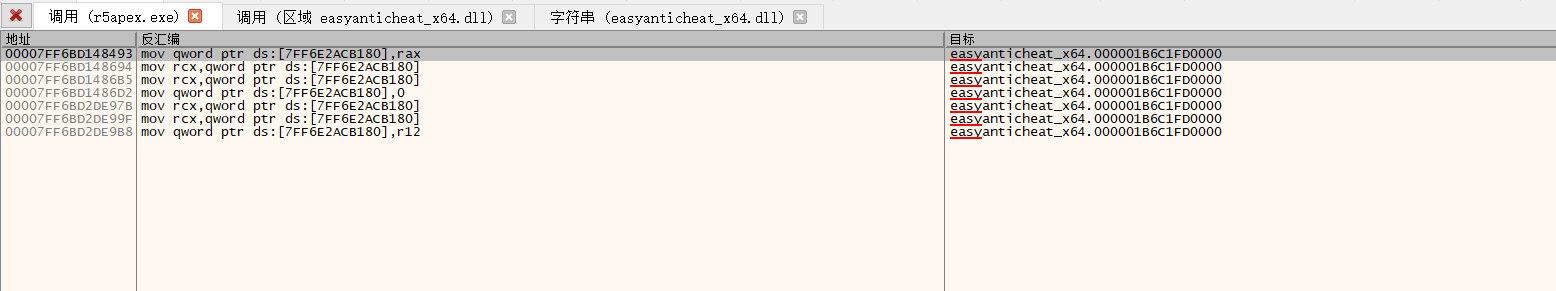 调用 (r5apex.exe) 调用 (区域 easyanticheat_x64.dll) 字符串 (easyanticheat_x64.dll)
地址 反汇编 目标
00007FF6BD148493 mov qword ptr ds:[7FF6E2ACB180],rax easyanticheat_x64.000001B6C1FD0000
00007FF6BD148694 mov rcx,qword ptr ds:[7FF6E2ACB180] easyanticheat_x64.000001B6C1FD0000
00007FF6BD1486B5 mov rcx,qword ptr ds:[7FF6E2ACB180] easyanticheat_x64.000001B6C1FD0000
00007FF6BD1486D2 mov qword ptr ds:[7FF6E2ACB180],0 easyanticheat_x64.000001B6C1FD0000
00007FF6BD2DE97B mov rcx,qword ptr ds:[7FF6E2ACB180] easyanticheat_x64.000001B6C1FD0000
00007FF6BD2DE99F mov rcx,qword ptr ds:[7FF6E2ACB180] easyanticheat_x64.000001B6C1FD0000
00007FF6BD2DE9B8 mov qword ptr ds:[7FF6E2ACB180],r12 easyanticheat_x64.000001B6C1FD0000